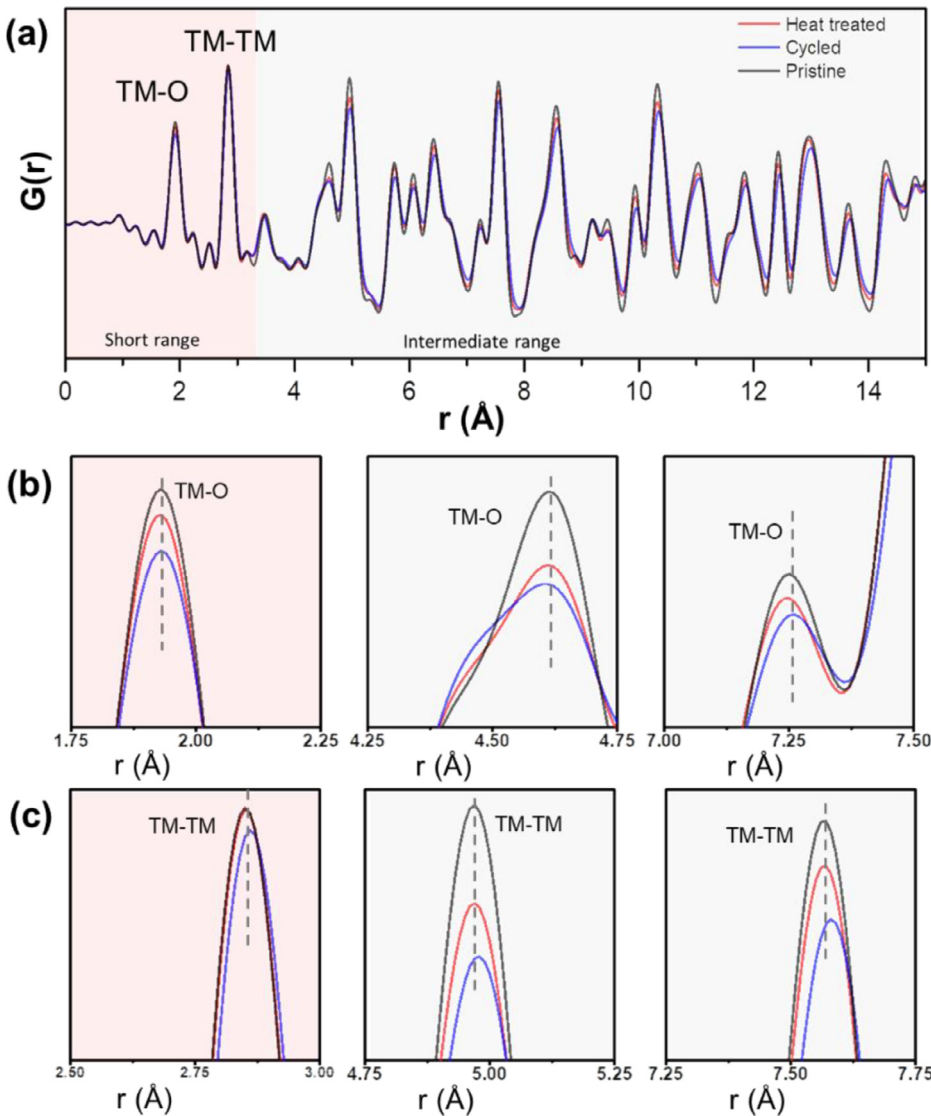 (a)
TM-TM
TM-O
Heat treated
Cycled
Pristine
G(r)
Short range
Intermediate range
0 2 4 6 8 10 12 14
r (Å)
(b)
TM-O
TM-O
TM-O
1.75 2.00 2.25
4.25 4.50 4.75
7.00 7.25 7.50
r (Å)
r (Å)
r (Å)
(c)
TM-TM
TM-TM
TM-TM
2.50 2.75 3.00
4.75 5.00 5.25
7.25 7.50 7.75
r (Å)
r (Å)
r (Å)